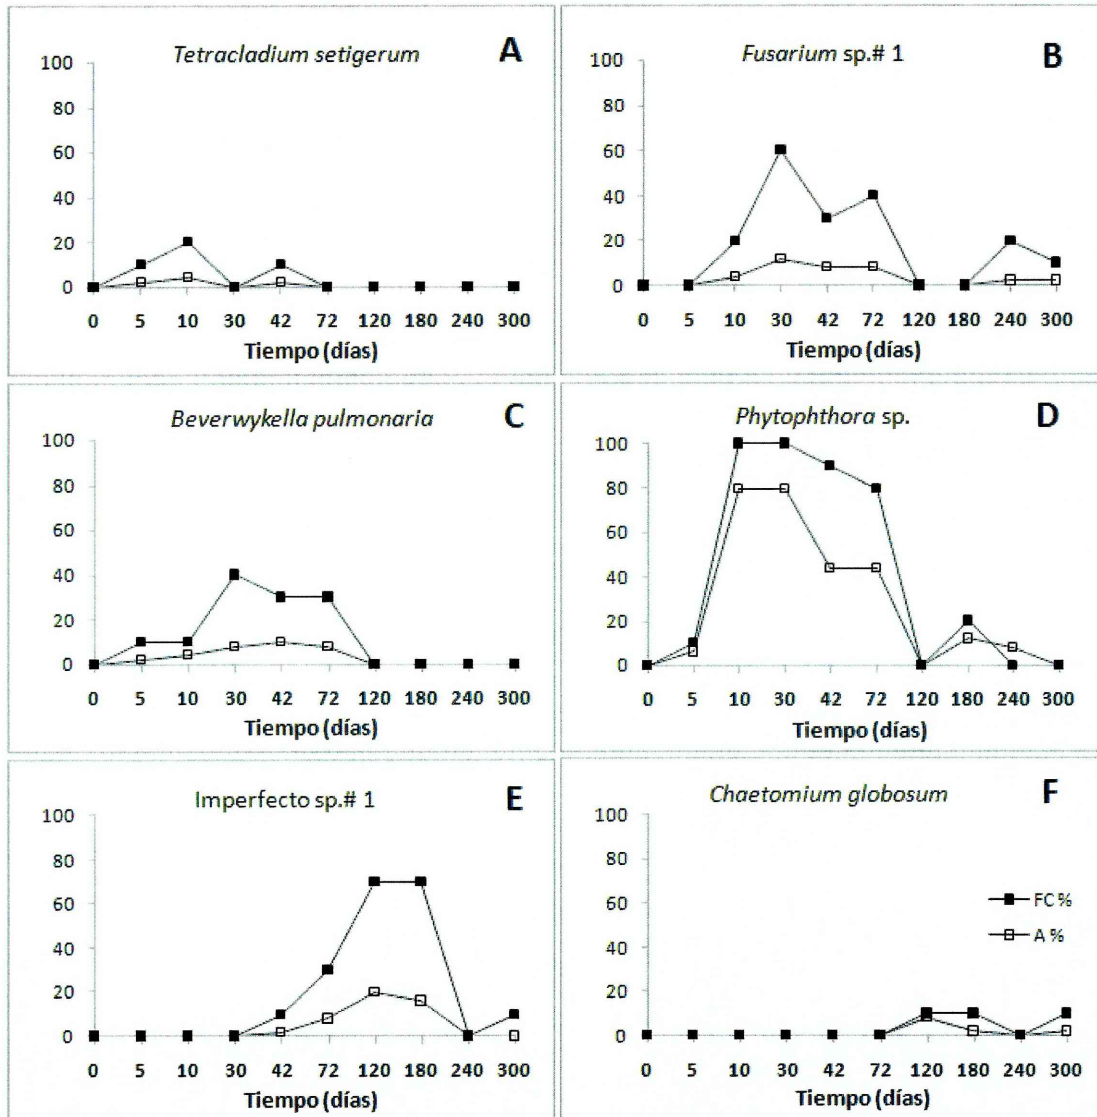 Tetracladium setigerum A
100
80
60
40
20
0
0 5 10 30 42 72 120 180 240 300
Tiempo (días)
Fusarium sp.# 1 B
100
80
60
40
20
0
0 5 10 30 42 72 120 180 240 300
Tiempo (días)
Beverwykella pulmonaria C
100
80
60
40
20
0
0 5 10 30 42 72 120 180 240 300
Tiempo (días)
Phytophthora sp. D
100
80
60
40
20
0
0 5 10 30 42 72 120 180 240 300
Tiempo (días)
Imperfecto sp.# 1 E
100
80
60
40
20
0
0 5 10 30 42 72 120 180 240 300
Tiempo (días)
Chaetomium globosum F
100
80
60
40
20
0
FC %
A %
0 5 10 30 42 72 120 180 240 300
Tiempo (días)